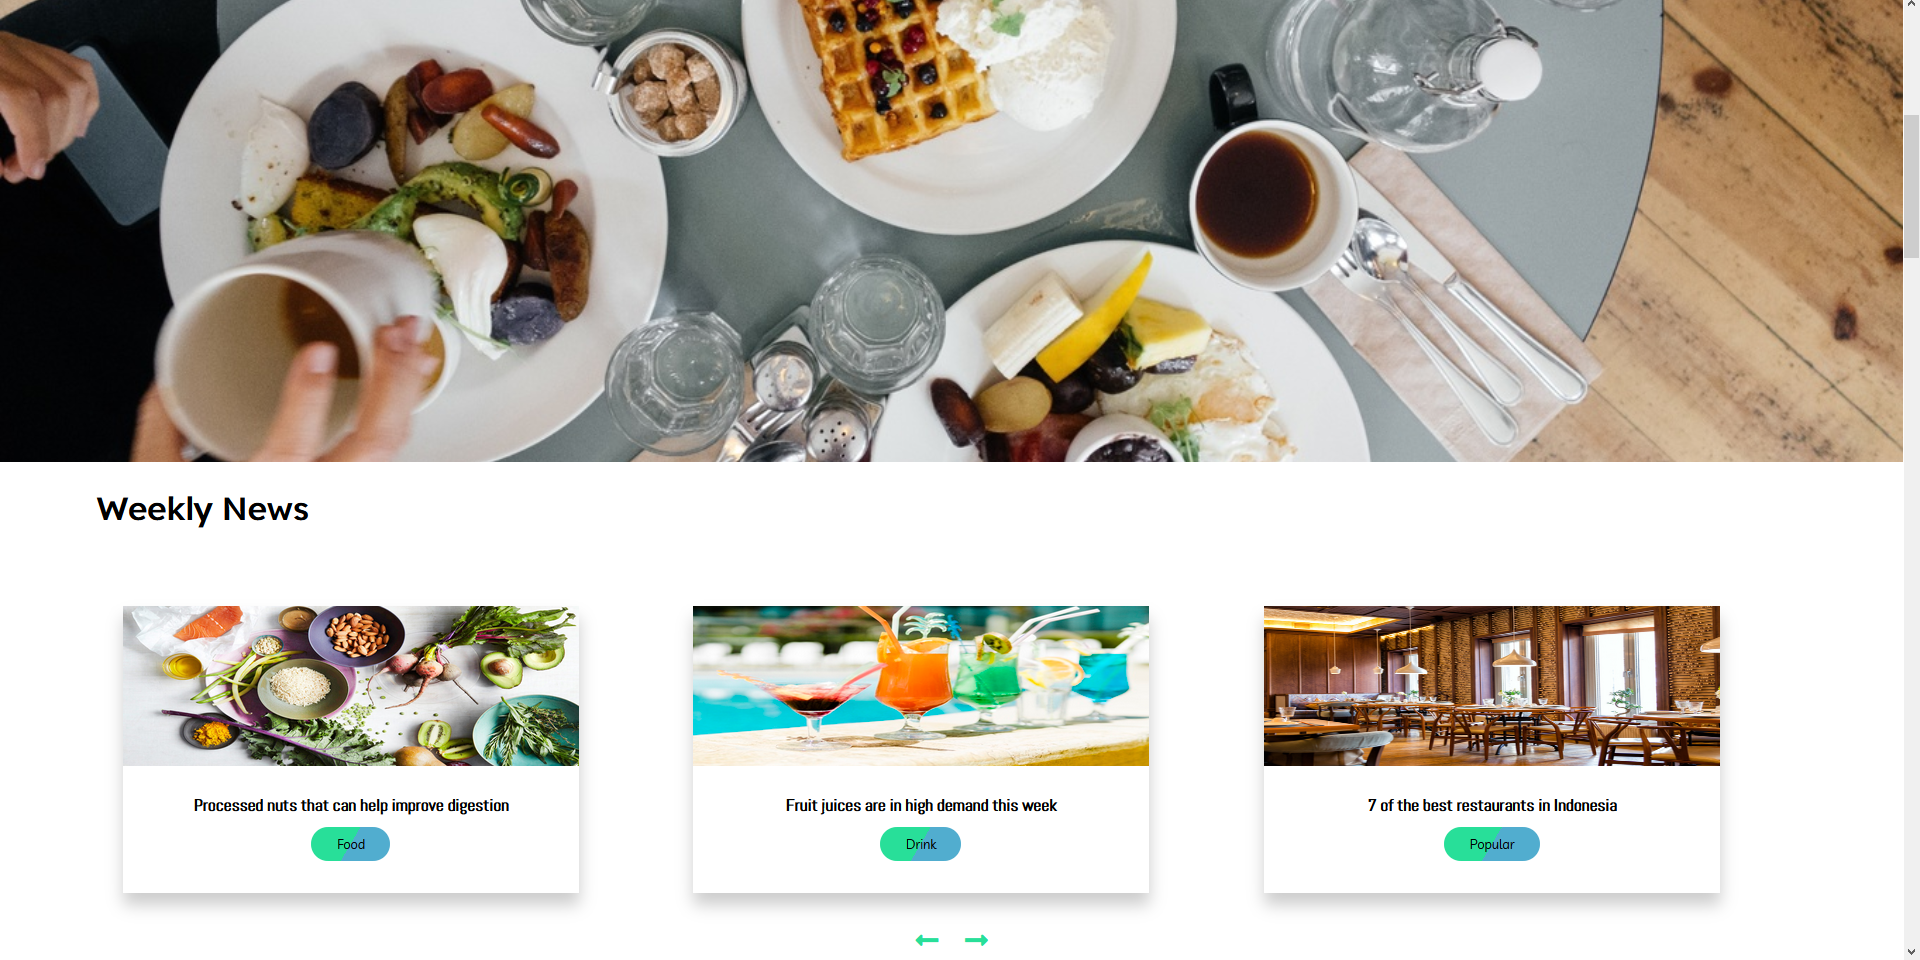 Weekly News
Processed nuts that can help improve digestion
Food
Fruit juices are in high demand this week
Drink
7 of the best restaurants in Indonesia
Popular